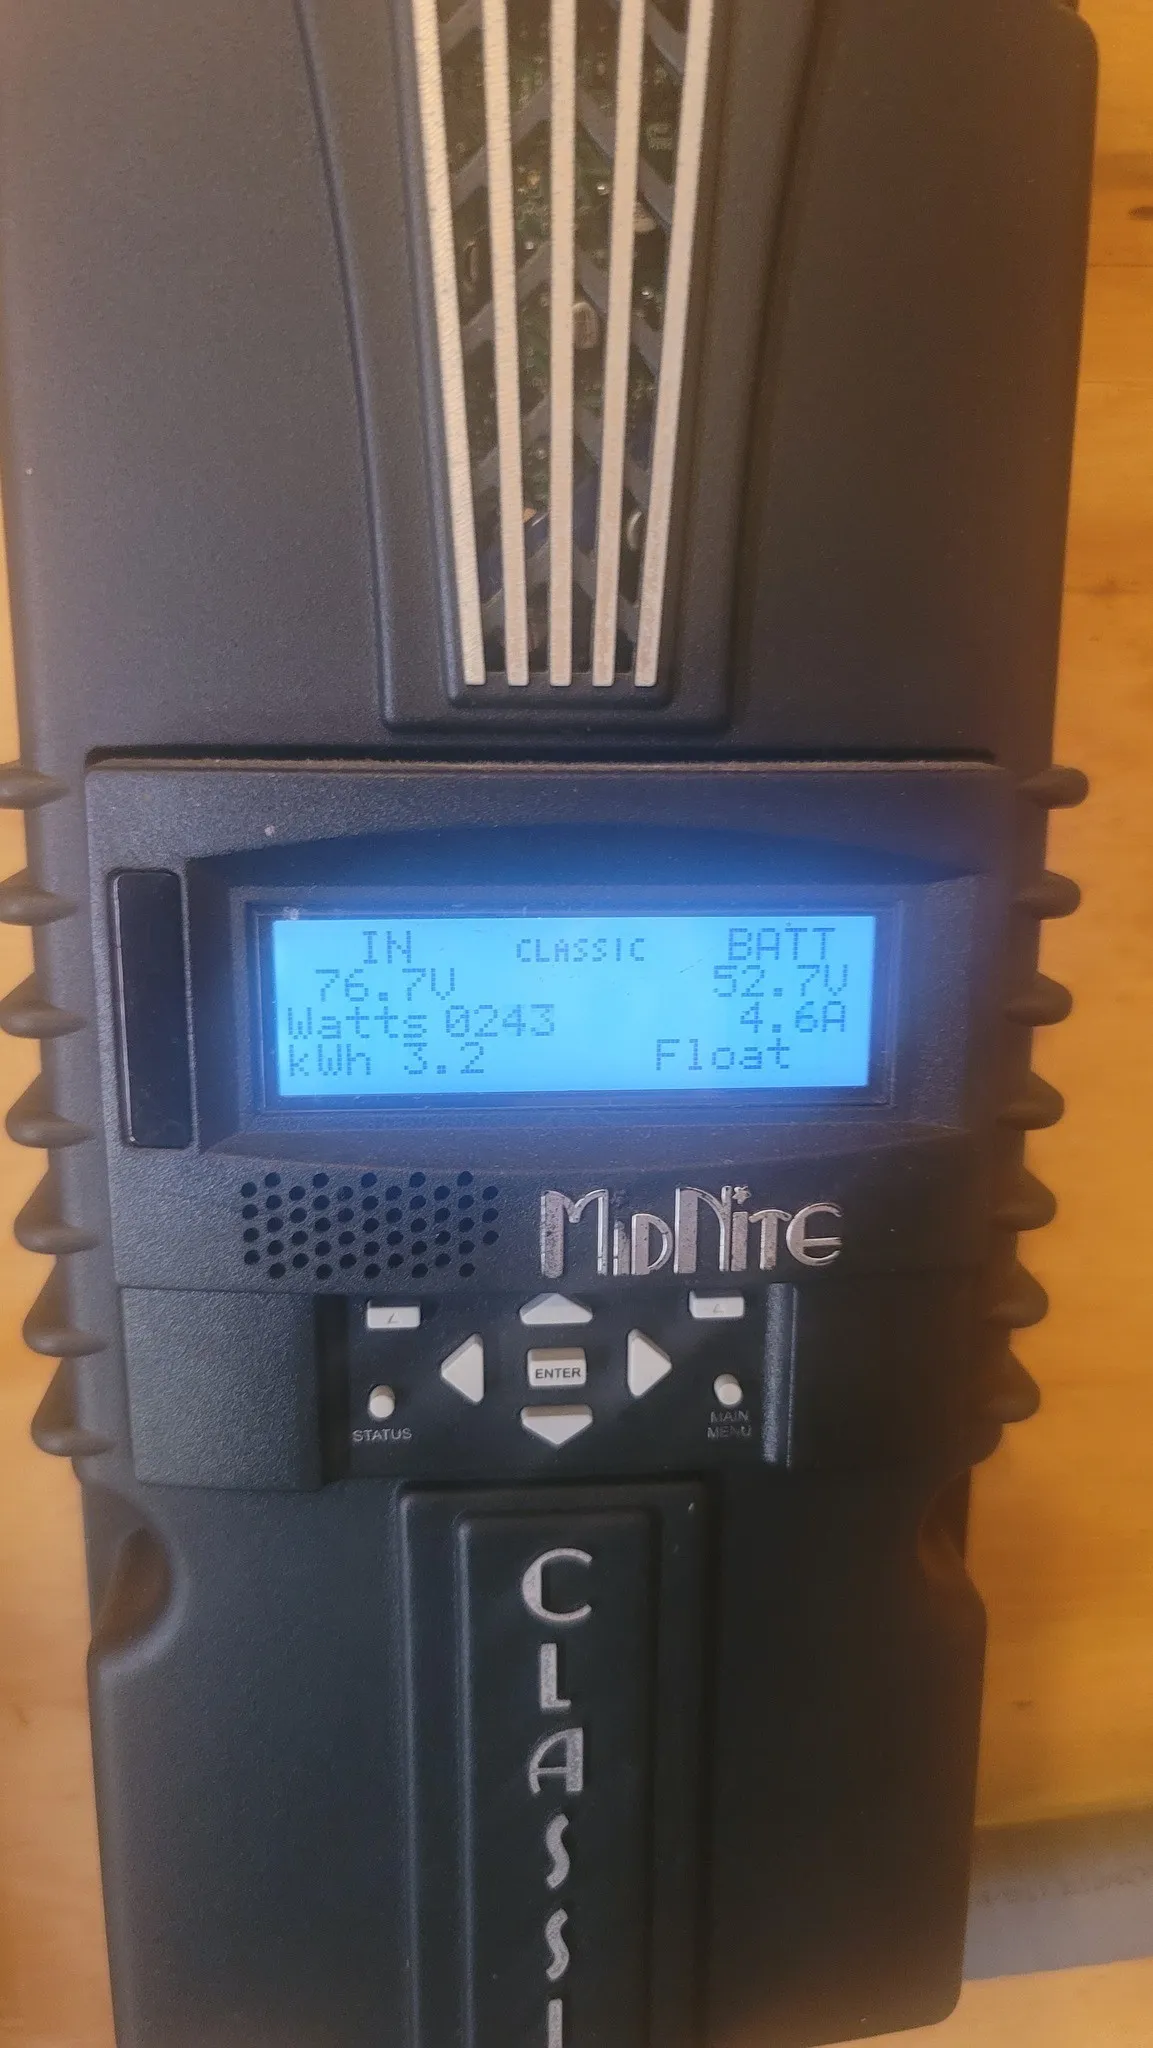 IN CLASSIC BATT
76.7V 52.7V
Watts 0243 4.6A
kWh 3.2 Float
MIDNITE
ENTER
STATUS
MAIN
MENU
CLASSI